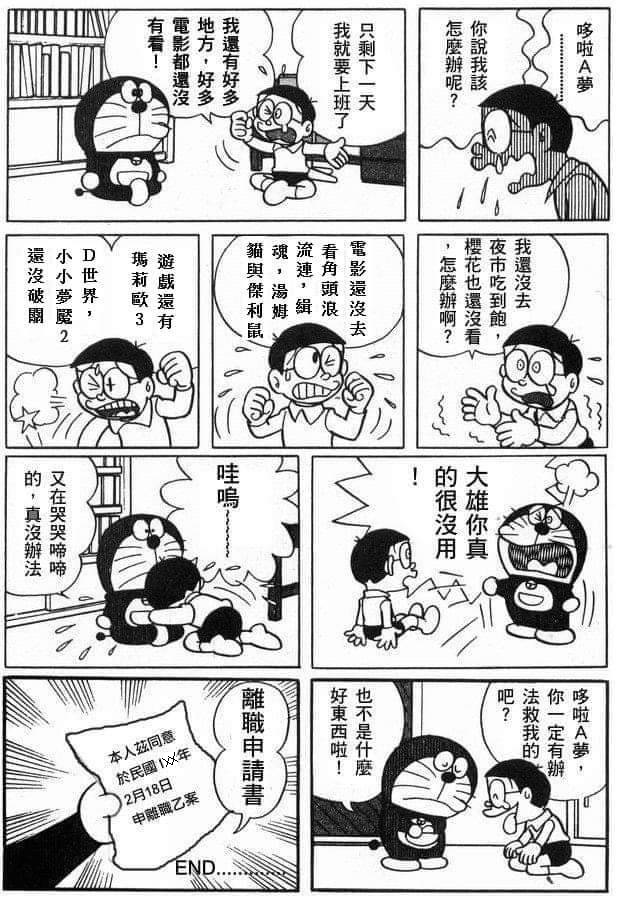 哆啦A夢
…………
你說我該
怎麼辦呢?
只剩下一天
我就要上班了
我還有好多
地方,好多
電影都還沒
有看!
我還沒去
夜市吃到飽,
櫻花也還沒看
,怎麼辦啊?
電影還沒去
看角頭浪
流連,緝
魂,湯姆
貓與傑利鼠
遊戲還有
瑪莉歐3
D世界,
小小夢魘2
還沒破關
大雄你真
的很沒用
!
哇嗚~~~~
又在哭哭啼啼
的,真沒辦法
哆啦A夢,
你一定有辦
法救我的
吧?
也不是什麼
好東西啦!
離職申請書
本人茲同意
於民國1XX年
2月18日
申離職乙案
END.............